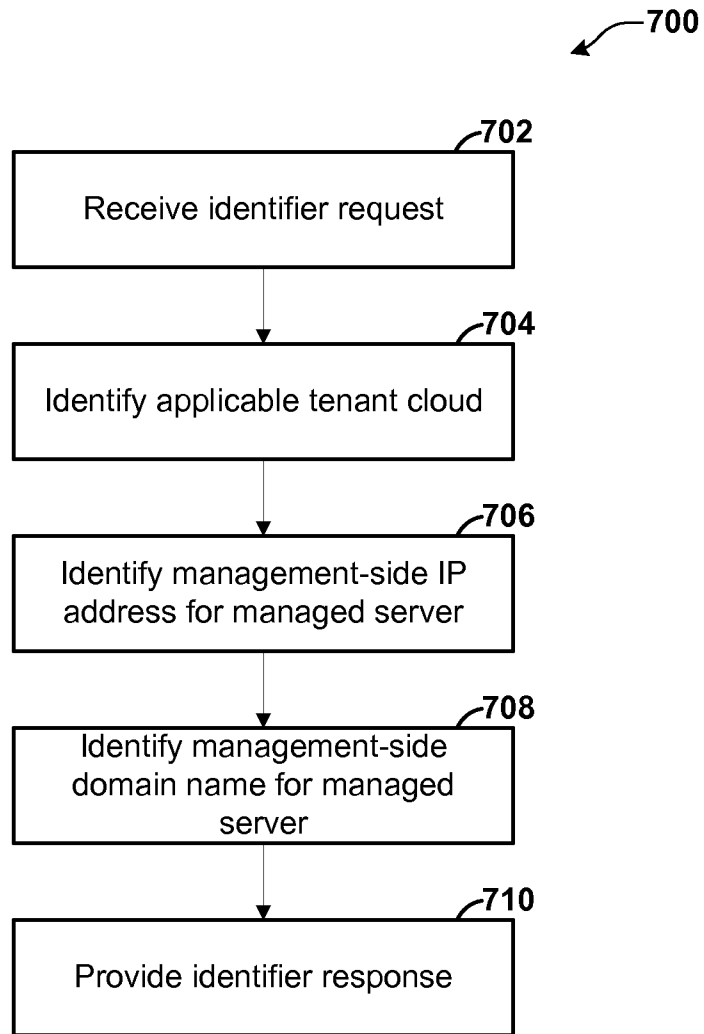 700
702
Receive identifier request
704
Identify applicable tenant cloud
706
Identify management-side IP
address for managed server
708
Identify management-side
domain name for managed
server
710
Provide identifier response